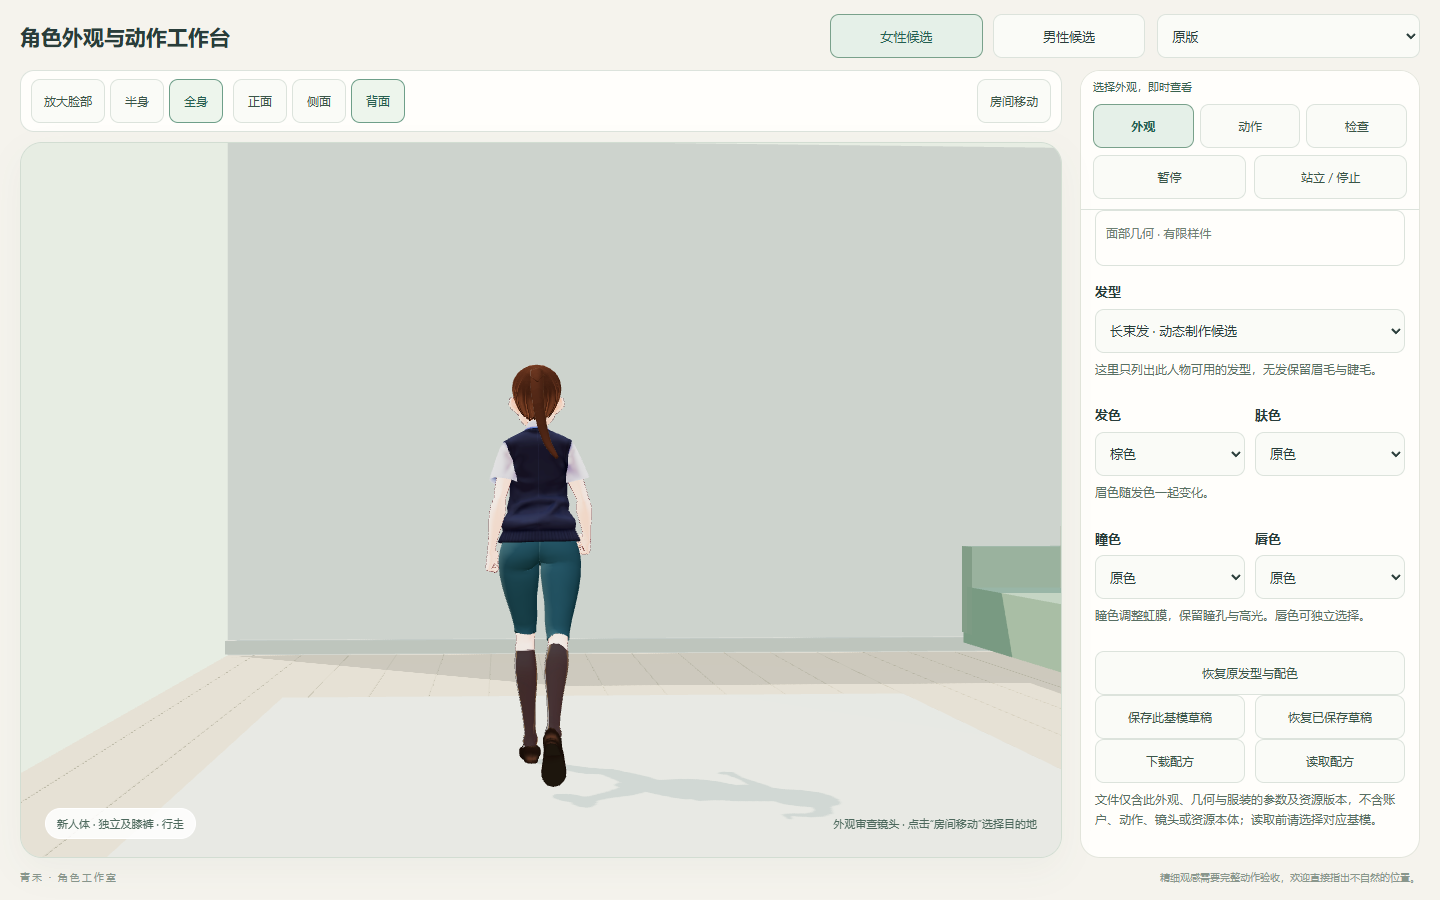 角色外观与动作工作台
女性候选
男性候选
原版
放大脸部
半身
全身
正面
侧面
背面
房间移动
选择外观，即时查看
外观
动作
检查
暂停
站立 / 停止
面部几何 · 有限样件
发型
长束发 · 动态制作候选
这里只列出此人物可用的发型，无发保留眉毛与睫毛。
发色
肤色
棕色
原色
眉色随发色一起变化。
瞳色
唇色
原色
原色
瞳色调整虹膜，保留瞳孔与高光。唇色可独立选择。
恢复原发型与配色
保存此基模草稿
恢复已保存草稿
下载配方
读取配方
文件仅含此外观、几何与服装的参数及资源版本，不含账
户、动作、镜头或资源本体；读取前请选择对应基模。
新人体 · 独立及膝裤 · 行走
外观审查镜头 · 点击“房间移动”选择目的地
青禾 · 角色工作室
精细观感需要完整动作验收，欢迎直接指出不自然的位置。